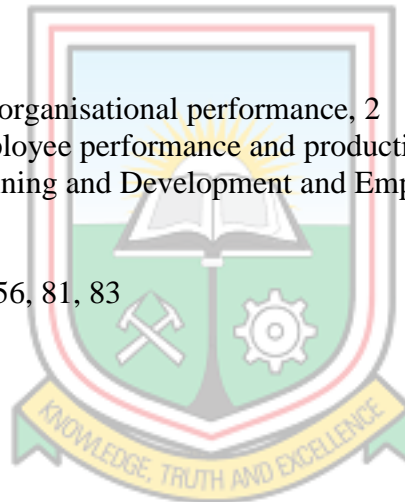 organisational performance, 2
ployee performance and producti
ning and Development and Emp
56, 81, 83
KNOWLEDGE, TRUTH AND EXCELLENCE